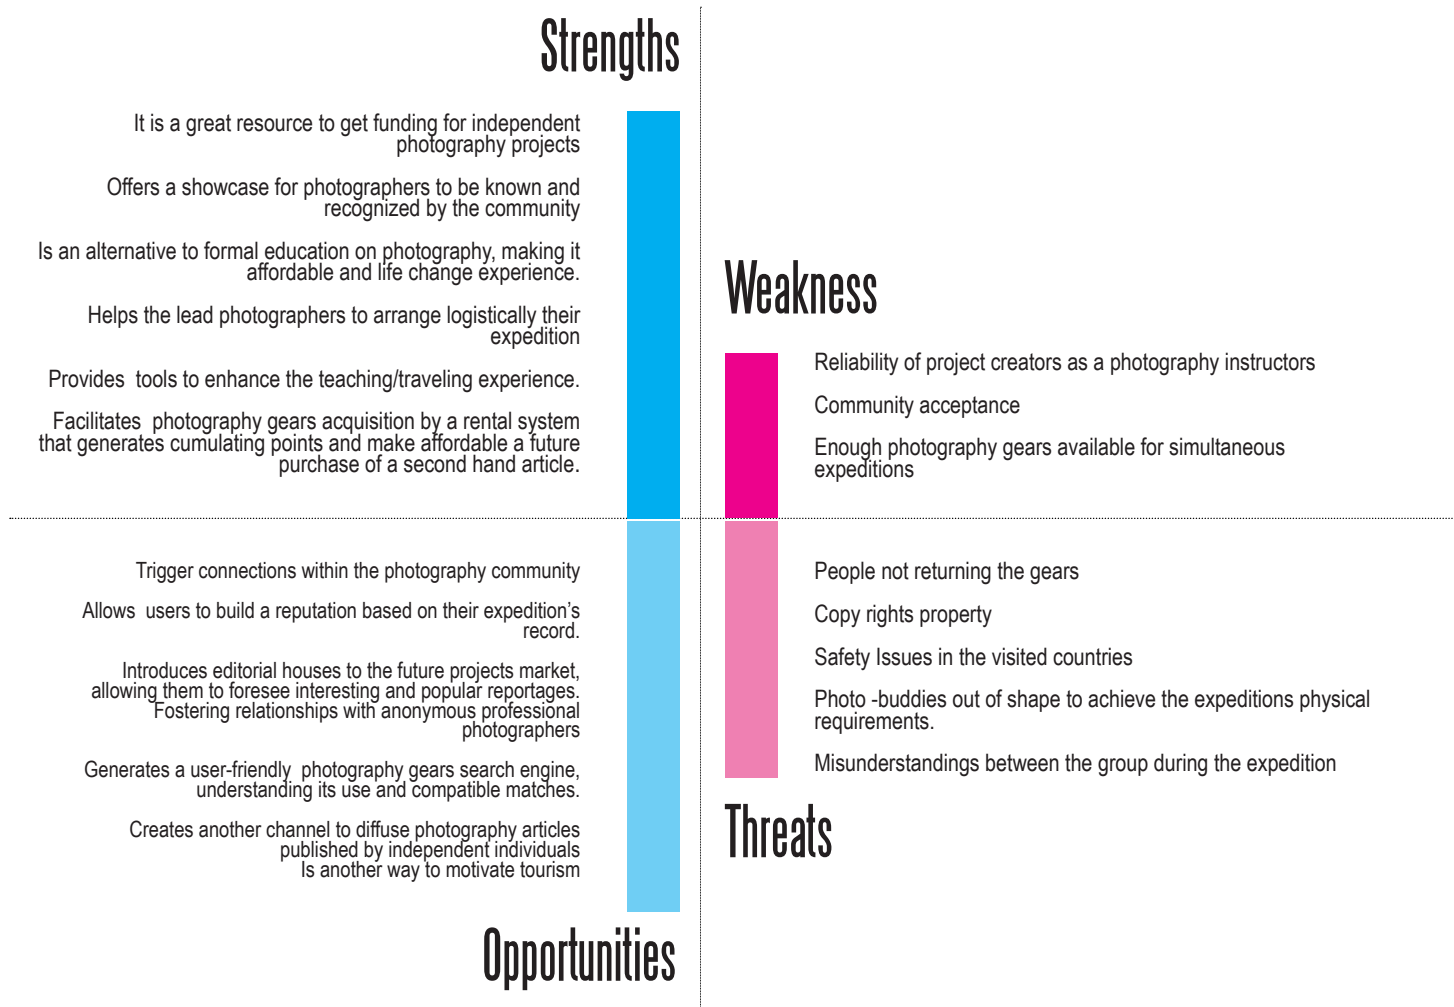 Strengths
It is a great resource to get funding for independent
photography projects
Offers a showcase for photographers to be known and
recognized by the community
Is an alternative to formal education on photography, making it
affordable and life change experience.
Helps the lead photographers to arrange logistically their
expedition
Provides  tools to enhance the teaching/traveling experience.
Facilitates  photography gears acquisition by a rental system
that generates cumulating points and make affordable a future
purchase of a second hand article.
Weakness
Reliability of project creators as a photography instructors
Community acceptance
Enough photography gears available for simultaneous
expeditions
Trigger connections within the photography community
Allows  users to build a reputation based on their expedition’s
record.
Introduces editorial houses to the future projects market,
allowing them to foresee interesting and popular reportages.
Fostering relationships with anonymous professional
photographers
Generates a user-friendly  photography gears search engine,
understanding its use and compatible matches.
Creates another channel to diffuse photography articles
published by independent individuals
Is another way to motivate tourism
Opportunities
People not returning the gears
Copy rights property
Safety Issues in the visited countries
Photo -buddies out of shape to achieve the expeditions physical
requirements.
Misunderstandings between the group during the expedition
Threats